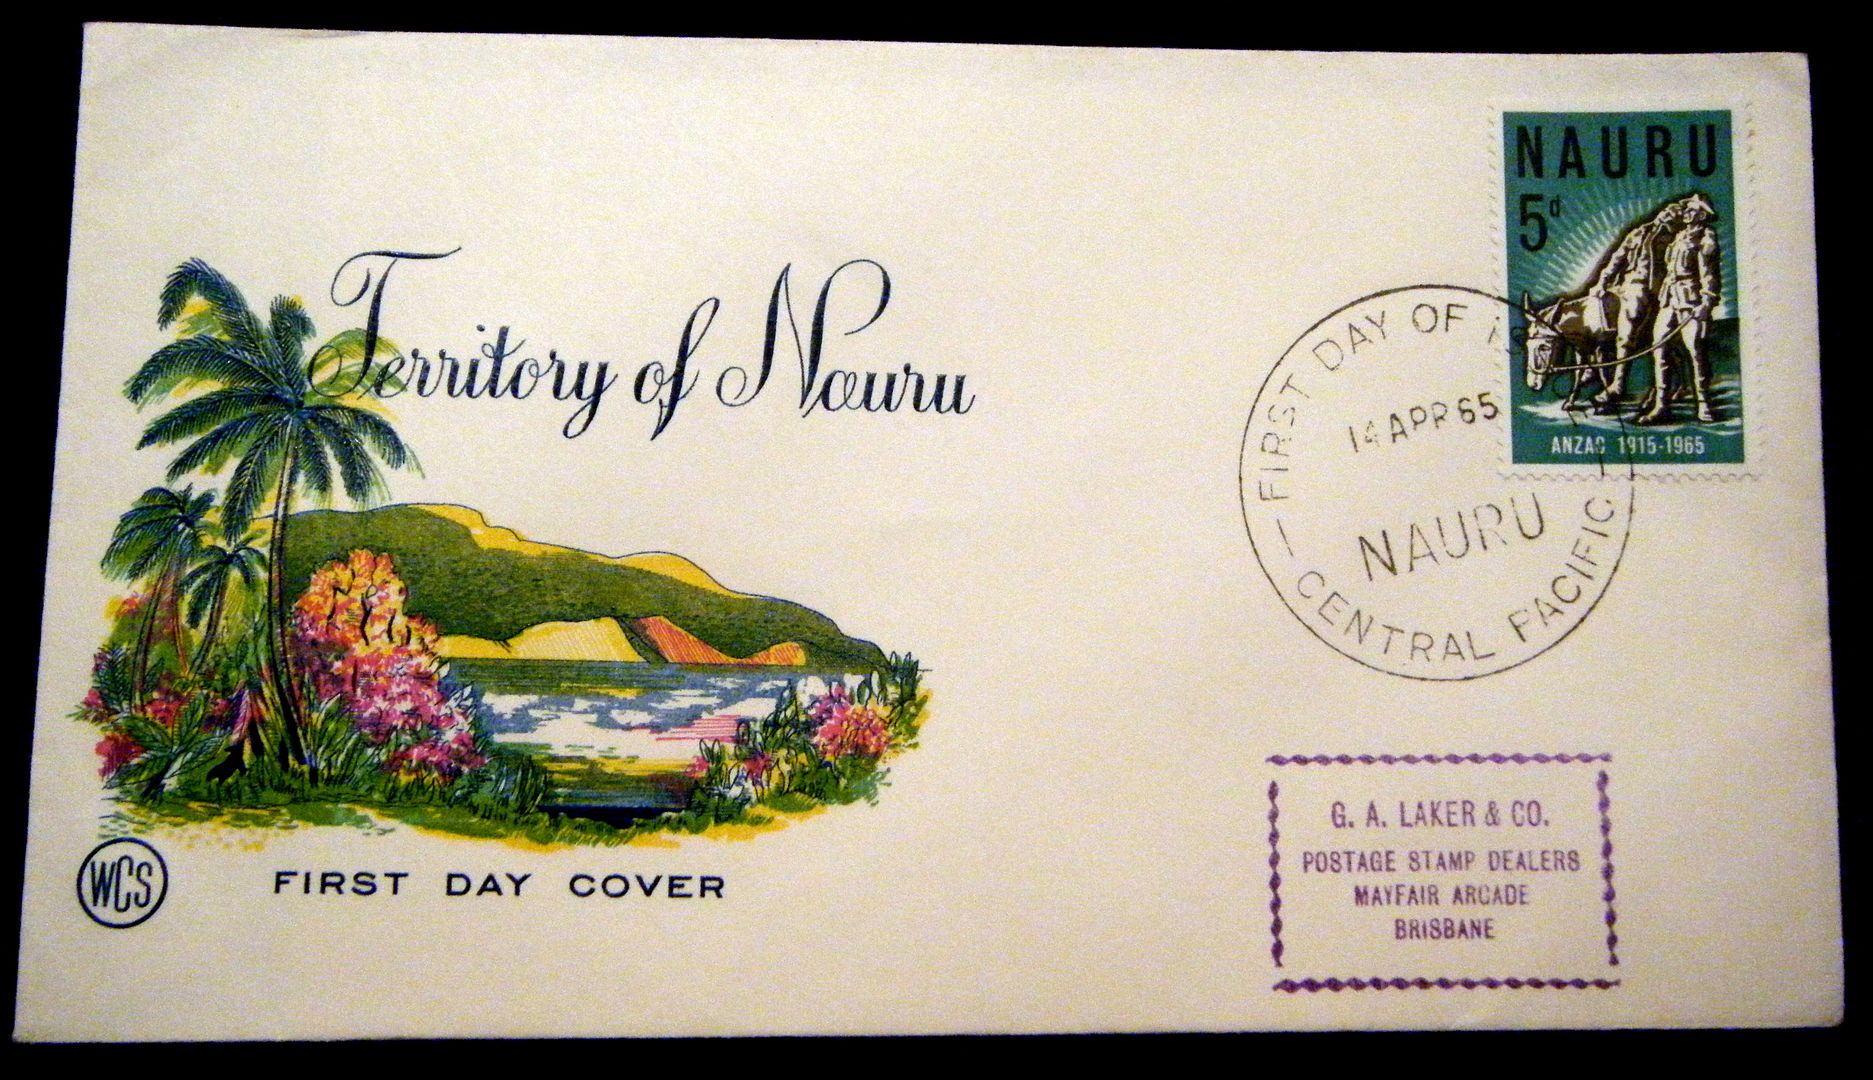 Territory of Nauru
WCS
FIRST DAY COVER
NAURU
5d
ANZAC 1915-1965
FIRST DAY OF ISSUE
14 APR 65
NAURU
CENTRAL PACIFIC
G. A. LAKER & CO.
POSTAGE STAMP DEALERS
MAYFAIR ARCADE
BRISBANE